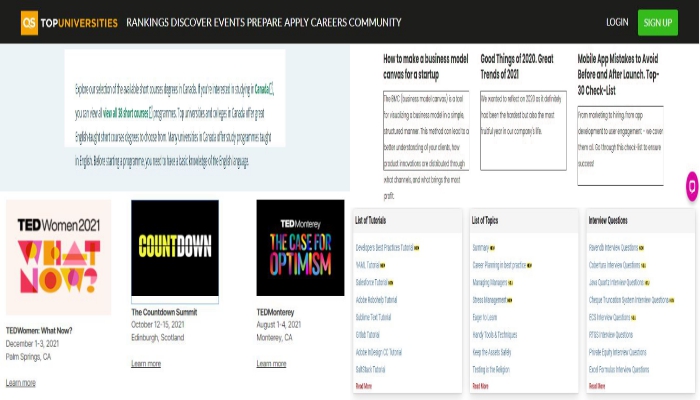 QS TOPUNIVERSITIES RANKINGS DISCOVER EVENTS PREPARE APPLY CAREERS COMMUNITY LOGIN SIGN UP
Explore our selection of the available short courses degrees in Canada. If you're interested in studying in Canada,
you can view all 38 short courses programmes. Top universities and colleges in Canada offer great
English-taught short courses degrees to choose from. Many universities in Canada offer study programmes taught
in English. Before starting a programme, you need to have a basic knowledge of the English language.
How to make a business model
canvas for a startup
The BMC (business model canvas) is a tool
for visualizing a business model in a simple,
structured manner. This method can lead to a
better understanding of your clients, how
product innovations are distributed through
what channels, and what brings the most
profit.
Good Things of 2020. Great
Trends of 2021
We wanted to reflect on 2020 as it definitely
had been the hardest but also the most
fruitful year in our company's life.
Mobile App Mistakes to Avoid
Before and After Launch. Top-
30 Check-List
From marketing to hiring, from app
development to user engagement - we cover
them all. Go through this check-list to ensure
success!
TEDWomen2021
WHAT
NOW?
TEDWomen: What Now?
December 1-3, 2021
Palm Springs, CA
Learn more
COUNTDOWN
The Countdown Summit
October 12-15, 2021
Edinburgh, Scotland
Learn more
TEDMonterey
THE CASE FOR
OPTIMISM
TEDMonterey
August 1-4, 2021
Monterey, CA
Learn more
List of Tutorials
Developers Best Practices Tutorial
YAML Tutorial
Salesforce Tutorial
Adobe Robohelp Tutorial
Sublime Text Tutorial
GitLab Tutorial
Adobe InDesign CC Tutorial
SaltStack Tutorial
Read More
List of Topics
Summary
Career Planning in best practice
Managing Managers
Stress Management
Eager to Learn
Handy Tools & Techniques
Keep the Assets Safely
Trading in the Religion
Read More
Interview Questions
Ravendb Interview Questions
Cobertura Interview Questions
Java Quartz Interview Questions
Cheque Truncation System Interview Questions
ECG Interview Questions
RTGS Interview Questions
Private Equity Interview Questions
Excel Formulas Interview Questions
Read More